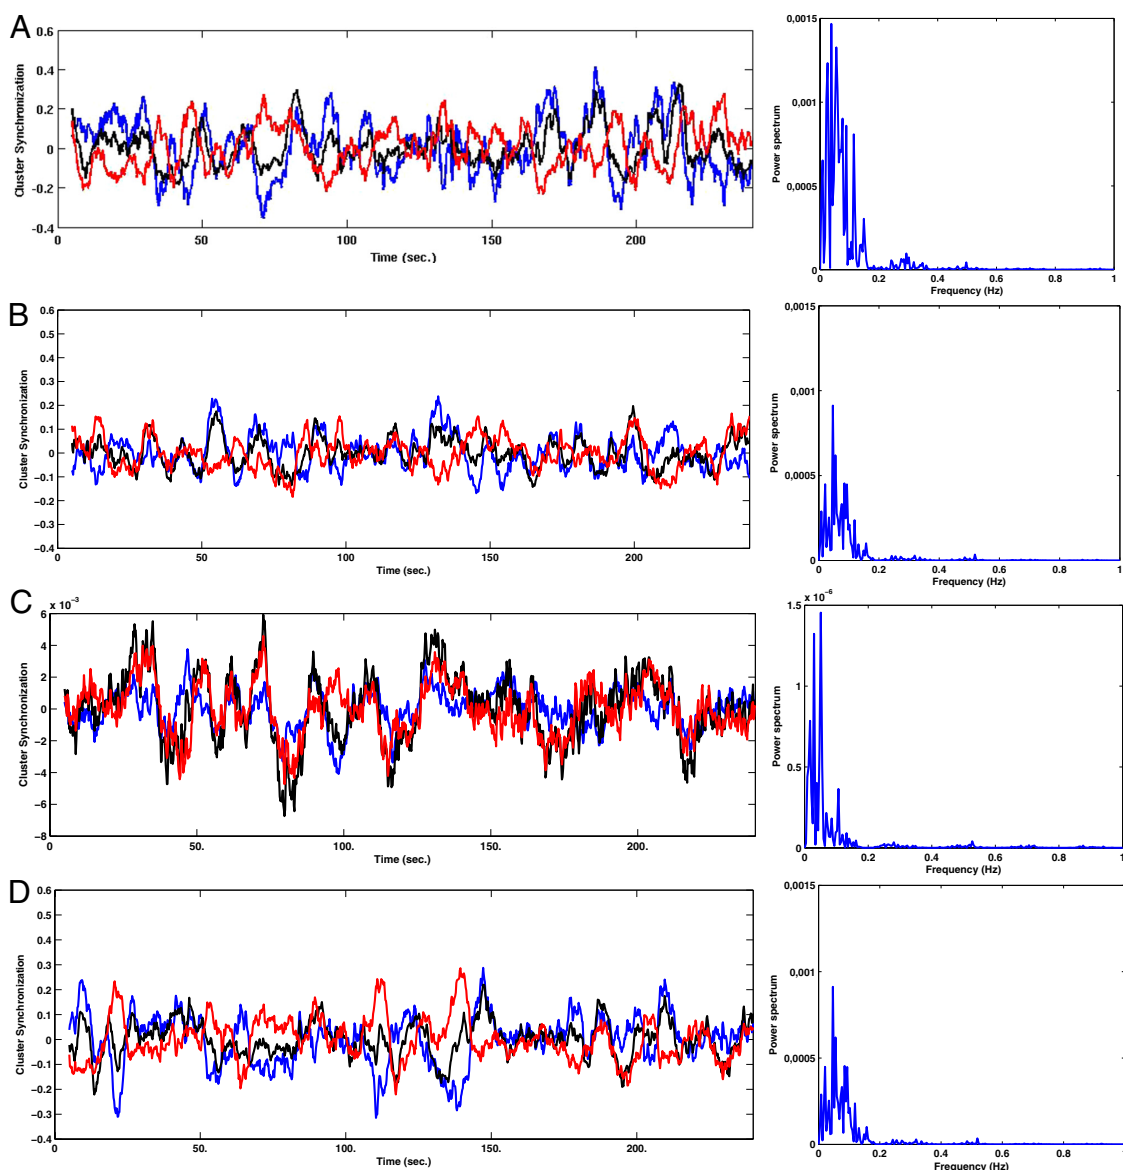 A
0.6
0.4
0.2
0
-0.2
-0.4
Cluster Synchronization
0 50 100 150 200
Time (sec.)
0,0015
0,001
0,0005
0
Power spectrum
0 0.2 0.4 0.6 0.8 1
Frequency (Hz)
B
0.6
0.5
0.4
0.3
0.2
0.1
0
−0.1
−0.2
−0.3
−0.4
Cluster Synchronization
0 50. 100 150. 200
Time (sec.)
0,0015
0,001
0,0005
0
Power spectrum
0 0.2 0.4 0.6 0.8 1
Frequency (Hz)
C
x 10⁻³
6
4
2
0
−2
−4
−6
−8
Cluster Synchronization
50. 100. 150. 200.
Time (sec.)
x 10⁻⁶
1.5
1
5
0
Power spectrum
0 0.2 0.4 0.6 0.8 1
Frequency (Hz)
D
0.6
0.5
0.4
0.3
0.2
0.1
0
−0.1
−0.2
−0.3
−0.4
Cluster Synchronization
0 50. 100. 150. 200.
Time (sec.)
0,0015
0,001
0,0005
0
Power spectrum
0 0.2 0.4 0.6 0.8 1
Frequency (Hz)